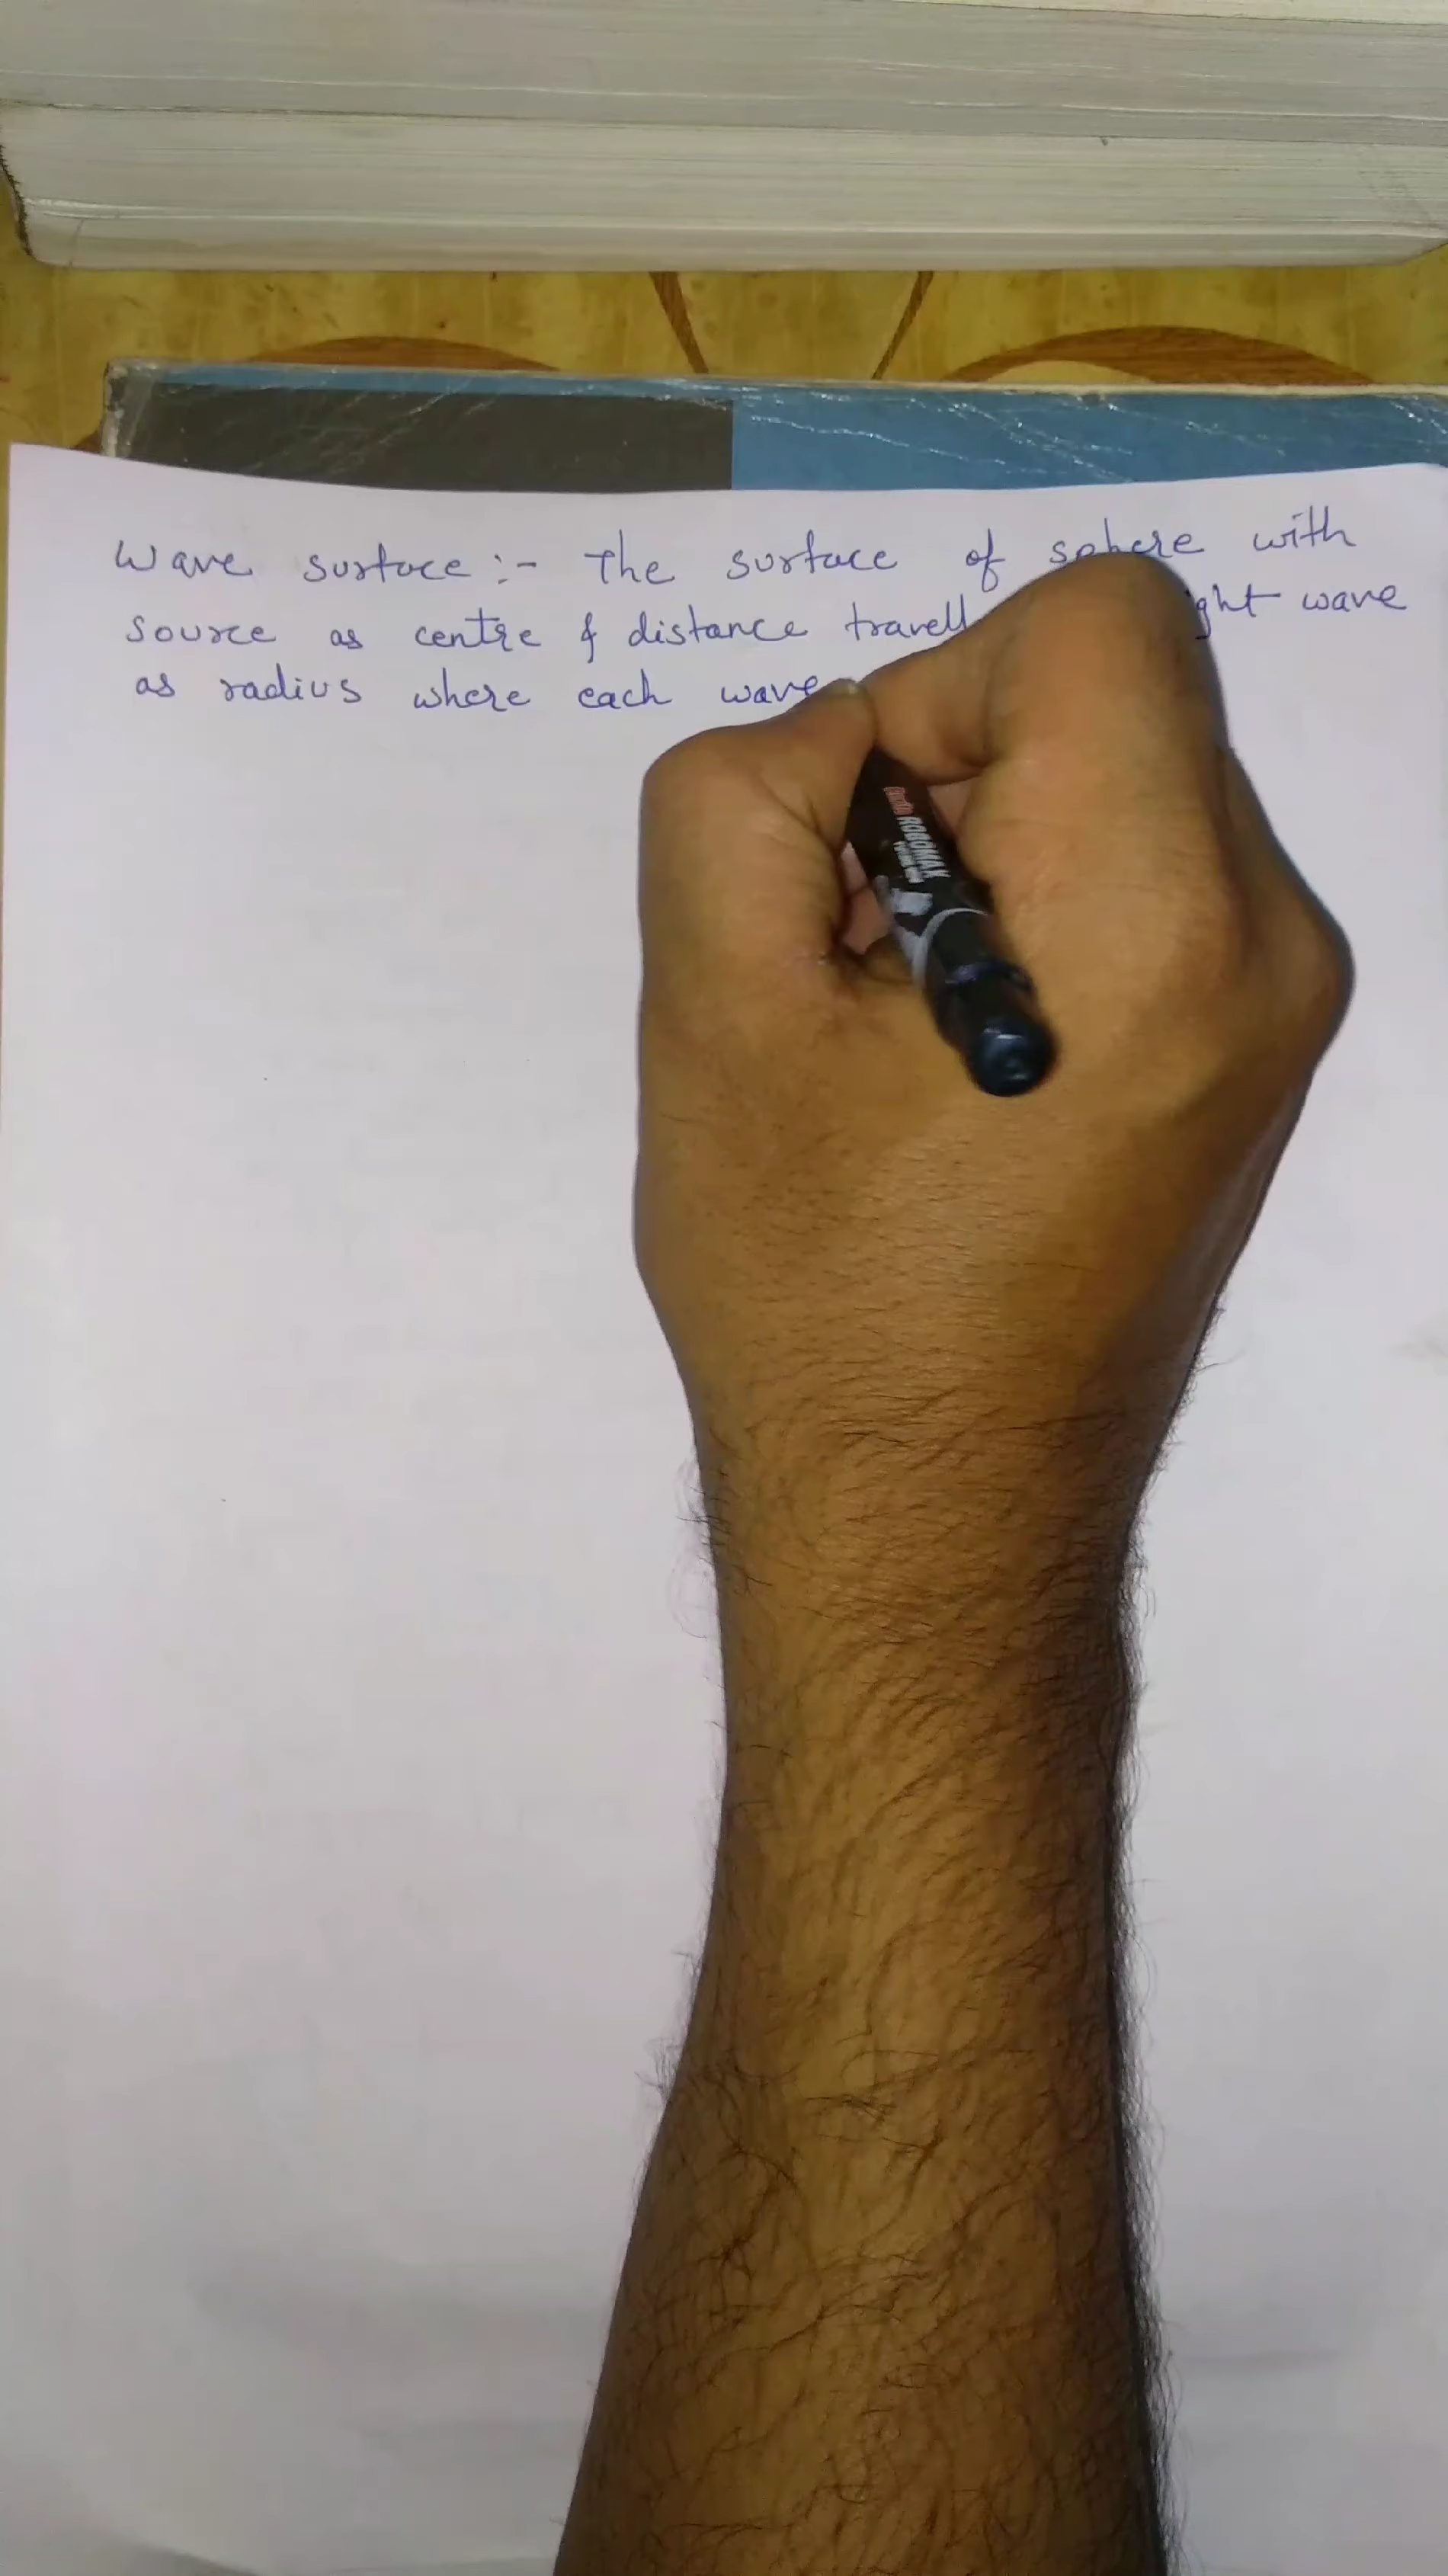 Wave surface :- The surface of sphere with
source as centre & distance travell ght wave
as radius where each wave
ROBOMAX